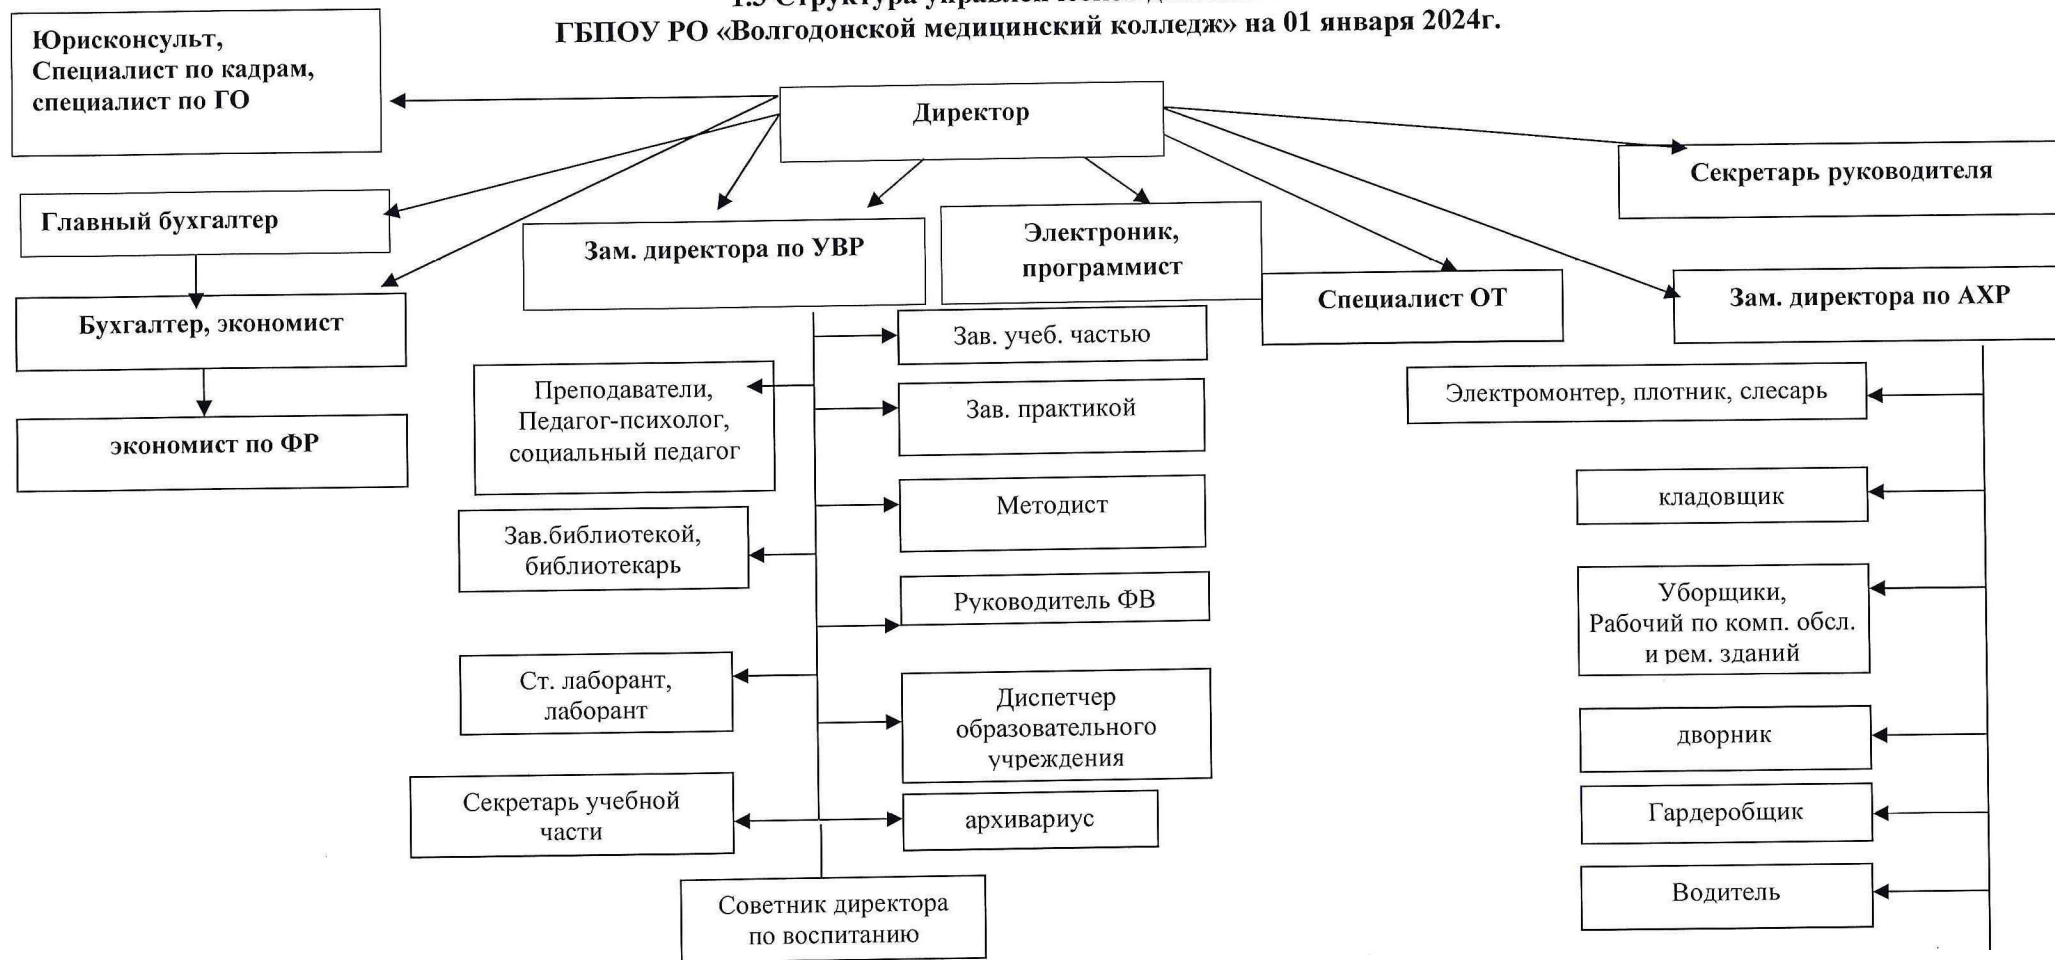 ГБПОУ РО «Волгодонской медицинский колледж» на 01 января 2024г.
Юрисконсульт,
Специалист по кадрам,
специалист по ГО
Директор
Секретарь руководителя
Главный бухгалтер
Зам. директора по УВР
Электроник,
программист
Специалист ОТ
Зам. директора по АХР
Бухгалтер, экономист
экономист по ФР
Зав. учеб. частью
Преподаватели,
Педагог-психолог,
социальный педагог
Зав. практикой
Методист
Зав.библиотекой,
библиотекарь
Руководитель ФВ
Ст. лаборант,
лаборант
Диспетчер
образовательного
учреждения
Секретарь учебной
части
архивариус
Советник директора
по воспитанию
Электромонтер, плотник, слесарь
кладовщик
Уборщики,
Рабочий по комп. обсл.
и рем. зданий
дворник
Гардеробщик
Водитель